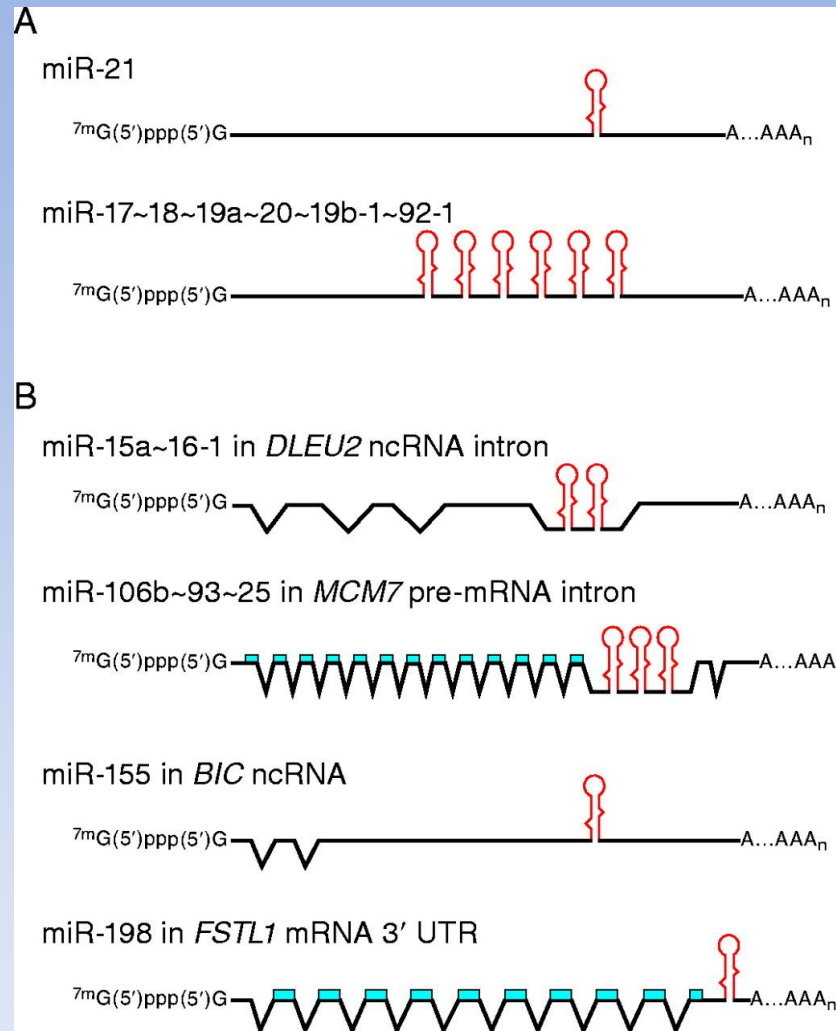 A
miR-21
7mG(5′)ppp(5′)G A...AAAn
miR-17~18~19a~20~19b-1~92-1
7mG(5′)ppp(5′)G A...AAAn
B
miR-15a~16-1 in DLEU2 ncRNA intron
7mG(5′)ppp(5′)G A...AAAn
miR-106b~93~25 in MCM7 pre-mRNA intron
7mG(5′)ppp(5′)G A...AAA
miR-155 in BIC ncRNA
7mG(5′)ppp(5′)G A...AAAn
miR-198 in FSTL1 mRNA 3′ UTR
7mG(5′)ppp(5′)G A...AAAn